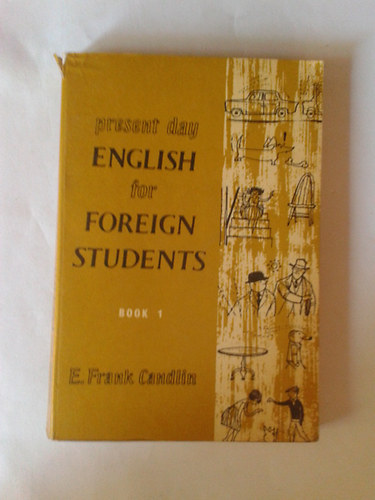 present day
ENGLISH
for
FOREIGN
STUDENTS
BOOK 1
E. Frank Candlin